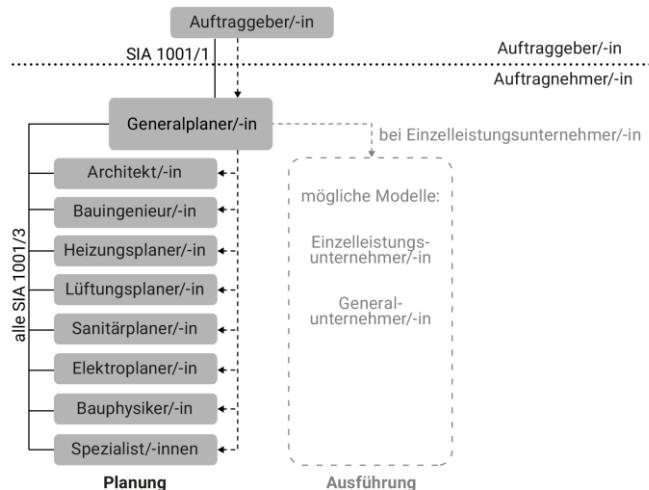 Auftraggeber/-in
SIA 1001/1
Auftraggeber/-in
Auftragnehmer/-in
Generalplaner/-in
bei Einzelleistungsunternehmer/-in
alle SIA 1001/3
Architekt/-in
Bauingenieur/-in
Heizungsplaner/-in
Lüftungsplaner/-in
Sanitärplaner/-in
Elektroplaner/-in
Bauphysiker/-in
Spezialist/-innen
mögliche Modelle:
Einzelleistungs-
unternehmer/-in
General-
unternehmer/-in
Planung
Ausführung